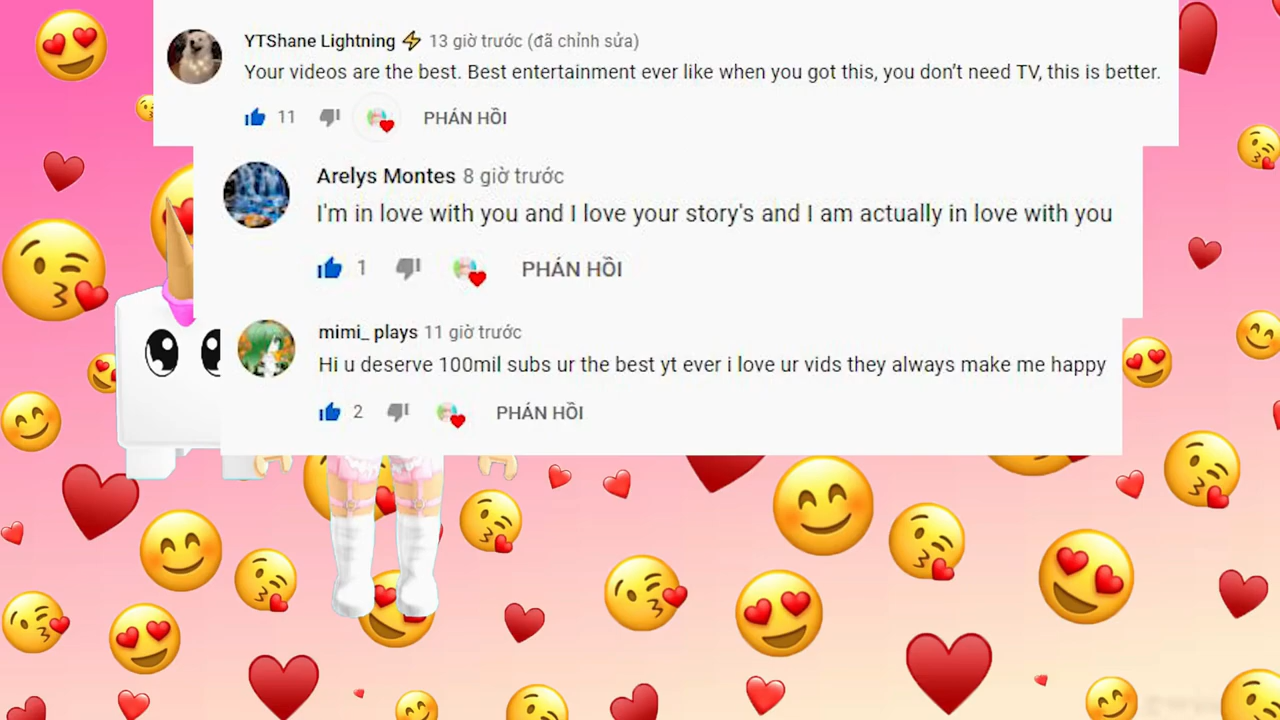 YTShane Lightning ⚡ 13 giờ trước (đã chỉnh sửa)
Your videos are the best. Best entertainment ever like when you got this, you don’t need TV, this is better.
11 PHẢN HỒI
Arelys Montes 8 giờ trước
I'm in love with you and I love your story's and I am actually in love with you
1 PHẢN HỒI
mimi_ plays 11 giờ trước
Hi u deserve 100mil subs ur the best yt ever i love ur vids they always make me happy
2 PHẢN HỒI